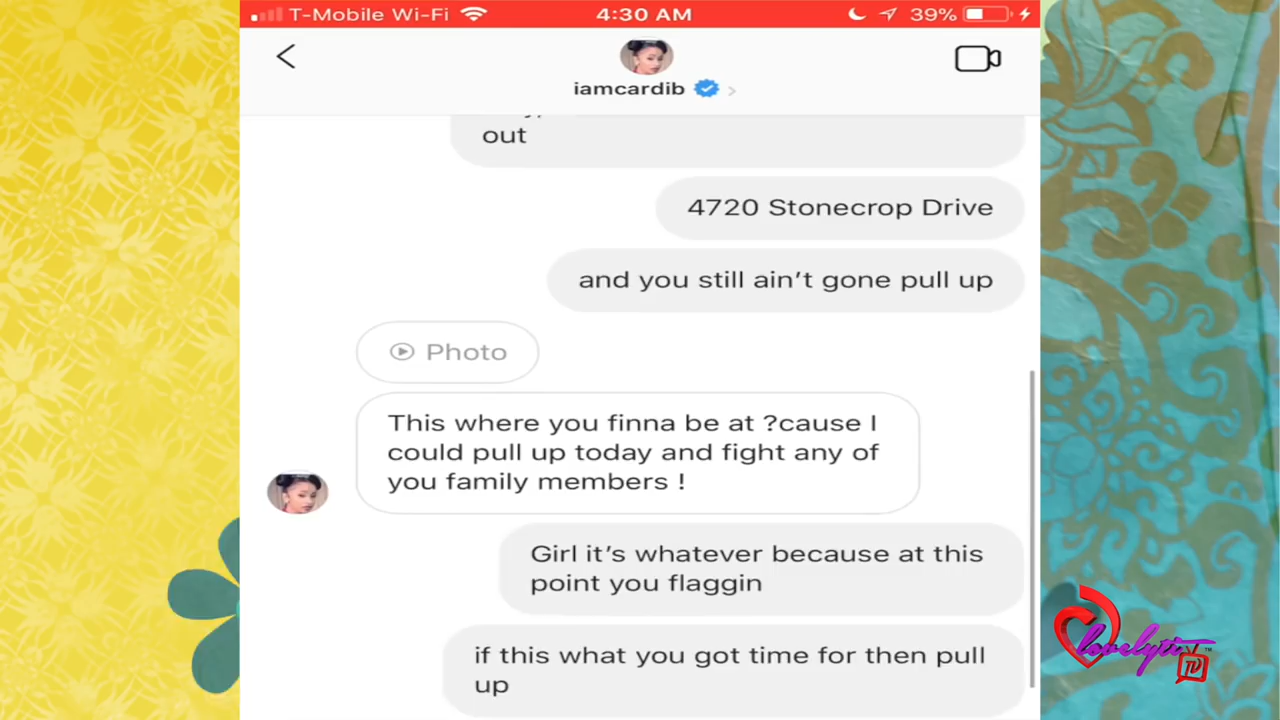 T-Mobile Wi-Fi 4:30 AM 39%
iamcardib
out
4720 Stonecrop Drive
and you still ain't gone pull up
Photo
This where you finna be at ?cause I
could pull up today and fight any of
you family members !
Girl it's whatever because at this
point you flaggin
if this what you got time for then pull
up
lovelyti
TV
TM